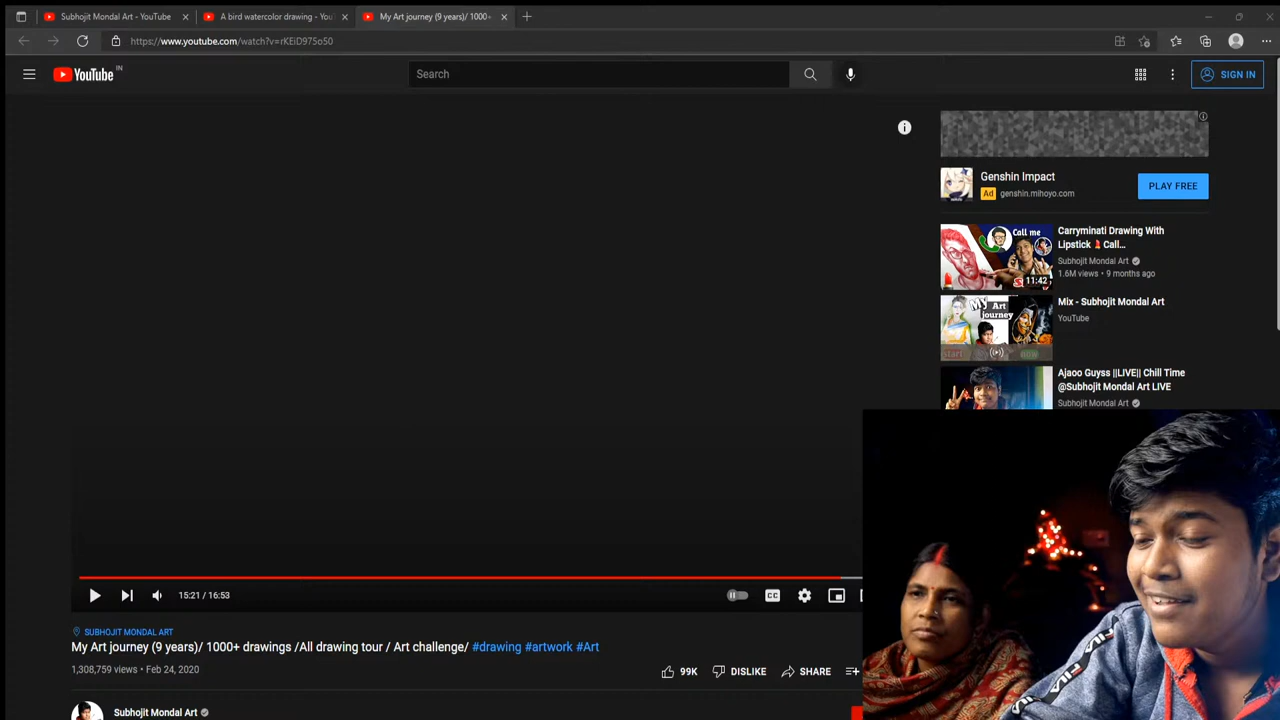 Subhojit Mondal Art - YouTube
A bird watercolor drawing - You
My Art journey (9 years)/ 1000+
https://www.youtube.com/watch?v=rKEiD975o50
YouTube IN
Search
SIGN IN
Genshin Impact
Ad genshin.mihoyo.com
PLAY FREE
Call me
11:42
Carryminati Drawing With
Lipstick 💄 Call...
Subhojit Mondal Art
1.6M views • 9 months ago
My Art
journey
start
now
Mix - Subhojit Mondal Art
YouTube
Ajaoo Guyss ||LIVE|| Chill Time
@Subhojit Mondal Art LIVE
Subhojit Mondal Art
15:21 / 16:53
CC
SUBHOJIT MONDAL ART
My Art journey (9 years)/ 1000+ drawings /All drawing tour / Art challenge/ #drawing #artwork #Art
1,308,759 views • Feb 24, 2020
99K
DISLIKE
SHARE
Subhojit Mondal Art
FILA